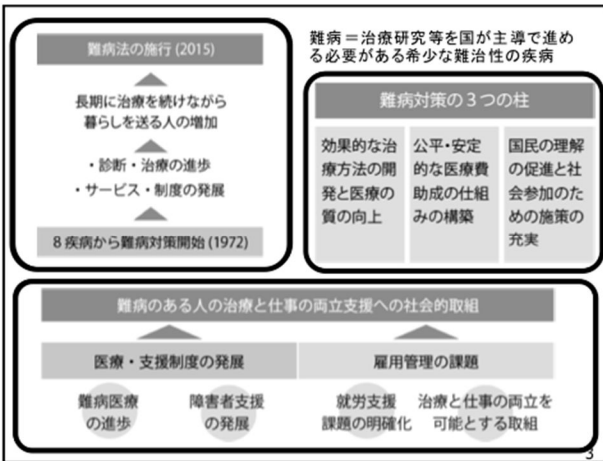 難病法の施行(2015)
長期に治療を続けながら
暮らしを送る人の増加
・診断・治療の進歩
・サービス・制度の発展
8疾病から難病対策開始(1972)
難病＝治療研究等を国が主導で進め
る必要がある希少な難治性の疾病
難病対策の3つの柱
効果的な治
療方法の開
発と医療の
質の向上
公平・安定
的な医療費
助成の仕組
みの構築
国民の理解
の促進と社
会参加のた
めの施策の
充実
難病のある人の治療と仕事の両立支援への社会的取組
医療・支援制度の発展
雇用管理の課題
難病医療
の進歩
障害者支援
の発展
就労支援
課題の明確化
治療と仕事の両立を
可能とする取組
3